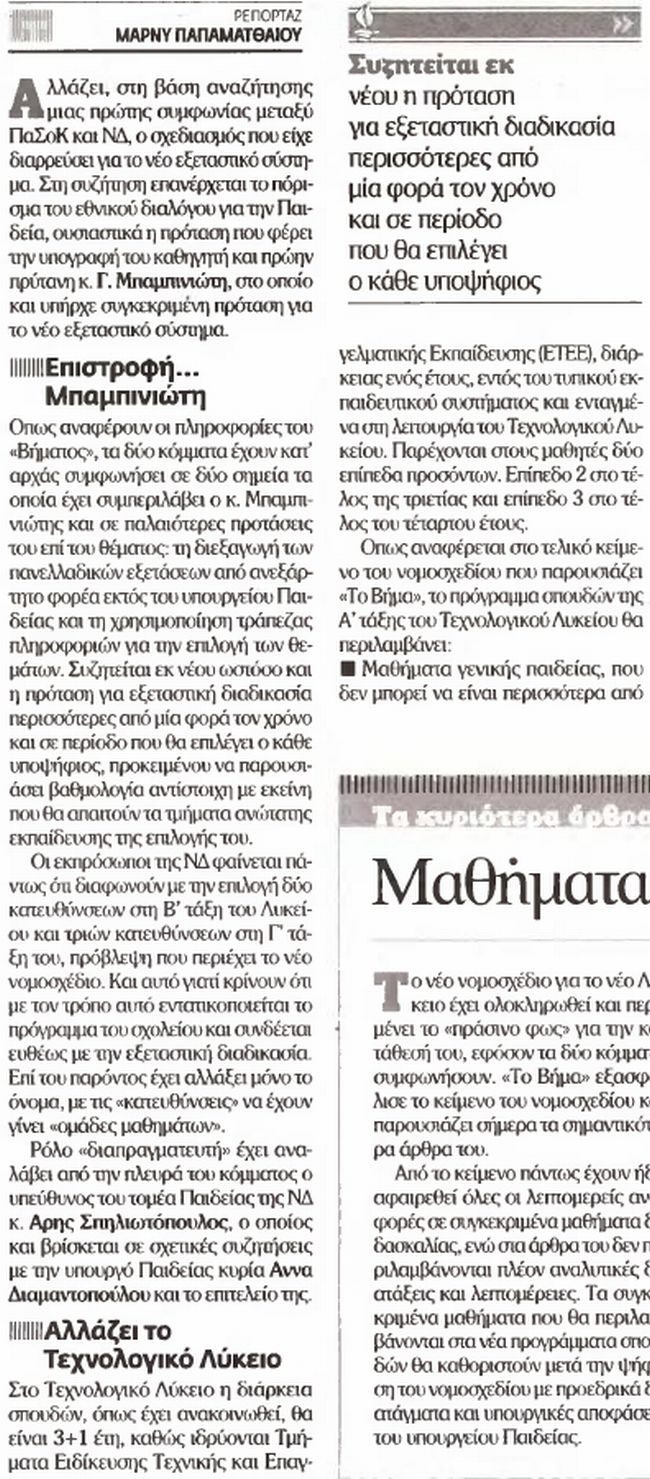 ΡΕΠΟΡΤΑΖ
ΜΑΡΝΥ ΠΑΠΑΜΑΤΘΑΙΟΥ
Αλλάζει, στη βάση αναζήτησης
μιας πρώτης συμφωνίας μεταξύ
ΠαΣοΚ και ΝΔ, ο σχεδιασμός που είχε
διαρρεύσει για το νέο εξεταστικό σύστη-
μα. Στη συζήτηση επανέρχεται το πόρι-
σμα του εθνικού διαλόγου για την Παι-
δεία, ουσιαστικά η πρόταση που φέρει
την υπογραφή του καθηγητή και πρώην
πρύτανη κ. Γ. Μπαμπινιώτη, στο οποίο
και υπήρχε συγκεκριμένη πρόταση για
το νέο εξεταστικό σύστημα.
Επιστροφή...
Μπαμπινιώτη
Οπως αναφέρουν οι πληροφορίες του
«Βήματος», τα δύο κόμματα έχουν κατ'
αρχάς συμφωνήσει σε δύο σημεία τα
οποία έχει συμπεριλάβει ο κ. Μπαμπι-
νιώτης και σε παλαιότερες προτάσεις
του επί του θέματος: τη διεξαγωγή των
πανελλαδικών εξετάσεων από ανεξάρ-
τητο φορέα εκτός του υπουργείου Παι-
δείας και τη χρησιμοποίηση τράπεζας
πληροφοριών για την επιλογή των θε-
μάτων. Συζητείται εκ νέου ωστόσο και
η πρόταση για εξεταστική διαδικασία
περισσότερες από μία φορά τον χρόνο
και σε περίοδο που θα επιλέγει ο κάθε
υποψήφιος, προκειμένου να παρουσι-
άσει βαθμολογία αντίστοιχη με εκείνη
που θα απαιτούν τα τμήματα ανώτατης
εκπαίδευσης της επιλογής του.
Οι εκπρόσωποι της ΝΔ φαίνεται πά-
ντως ότι διαφωνούν με την επιλογή δύο
κατευθύνσεων στη Β' τάξη του Λυκεί-
ου και τριών κατευθύνσεων στη Γ' τά-
ξη του, πρόβλεψη που περιέχει το νέο
νομοσχέδιο. Και αυτό γιατί κρίνουν ότι
με τον τρόπο αυτό εντατικοποιείται το
πρόγραμμα του σχολείου και συνδέεται
ευθέως με την εξεταστική διαδικασία.
Επί του παρόντος έχει αλλάξει μόνο το
όνομα, με τις «κατευθύνσεις» να έχουν
γίνει «ομάδες μαθημάτων».
Ρόλο «διαπραγματευτή» έχει ανα-
λάβει από την πλευρά του κόμματος ο
υπεύθυνος του τομέα Παιδείας της ΝΔ
κ. Αρης Σπηλιωτόπουλος, ο οποίος
και βρίσκεται σε σχετικές συζητήσεις
με την υπουργό Παιδείας κυρία Αννα
Διαμαντοπούλου και το επιτελείο της.
Αλλάζει το
Τεχνολογικό Λύκειο
Στο Τεχνολογικό Λύκειο η διάρκεια
σπουδών, όπως έχει ανακοινωθεί, θα
είναι 3+1 έτη, καθώς ιδρύονται Τμή-
ματα Ειδίκευσης Τεχνικής και Επαγ-
Συζητείται εκ
νέου η πρόταση
για εξεταστική διαδικασία
περισσότερες από
μία φορά τον χρόνο
και σε περίοδο
που θα επιλέγει
ο κάθε υποψήφιος
γελματικής Εκπαίδευσης (ΕΤΕΕ), διάρ-
κειας ενός έτους, εντός του τυπικού εκ-
παιδευτικού συστήματος και ενταγμέ-
να στη λειτουργία του Τεχνολογικού Λυ-
κείου. Παρέχονται στους μαθητές δύο
επίπεδα προσόντων. Επίπεδο 2 στο τέ-
λος της τριετίας και επίπεδο 3 στο τέ-
λος του τέταρτου έτους.
Οπως αναφέρεται στο τελικό κείμε-
νο του νομοσχεδίου που παρουσιάζει
«Το Βήμα», το πρόγραμμα σπουδών της
Α' τάξης του Τεχνολογικού Λυκείου θα
περιλαμβάνει:
■ Μαθήματα γενικής παιδείας, που
δεν μπορεί να είναι περισσότερα από
Τα κυριότερα άρθρα
Μαθήματα
Το νέο νομοσχέδιο για το νέο Λ
κειο έχει ολοκληρωθεί και περ
μένει το «πράσινο φως» για την κα
τάθεσή του, εφόσον τα δύο κόμματ
συμφωνήσουν. «Το Βήμα» εξασφ
λισε το κείμενο του νομοσχεδίου κ
παρουσιάζει σήμερα τα σημαντικότ
ρα άρθρα του.
Από το κείμενο πάντως έχουν ήδ
αφαιρεθεί όλες οι λεπτομερείς αν
φορές σε συγκεκριμένα μαθήματα δ
δασκαλίας, ενώ στα άρθρα του δεν π
ριλαμβάνονται πλέον αναλυτικές δ
ατάξεις και λεπτομέρειες. Τα συγκ
κριμένα μαθήματα που θα περιλα
βάνονται στα νέα προγράμματα σπο
δών θα καθοριστούν μετά την ψήφ
ση του νομοσχεδίου με προεδρικά δ
ατάγματα και υπουργικές αποφάσε
του υπουργείου Παιδείας.